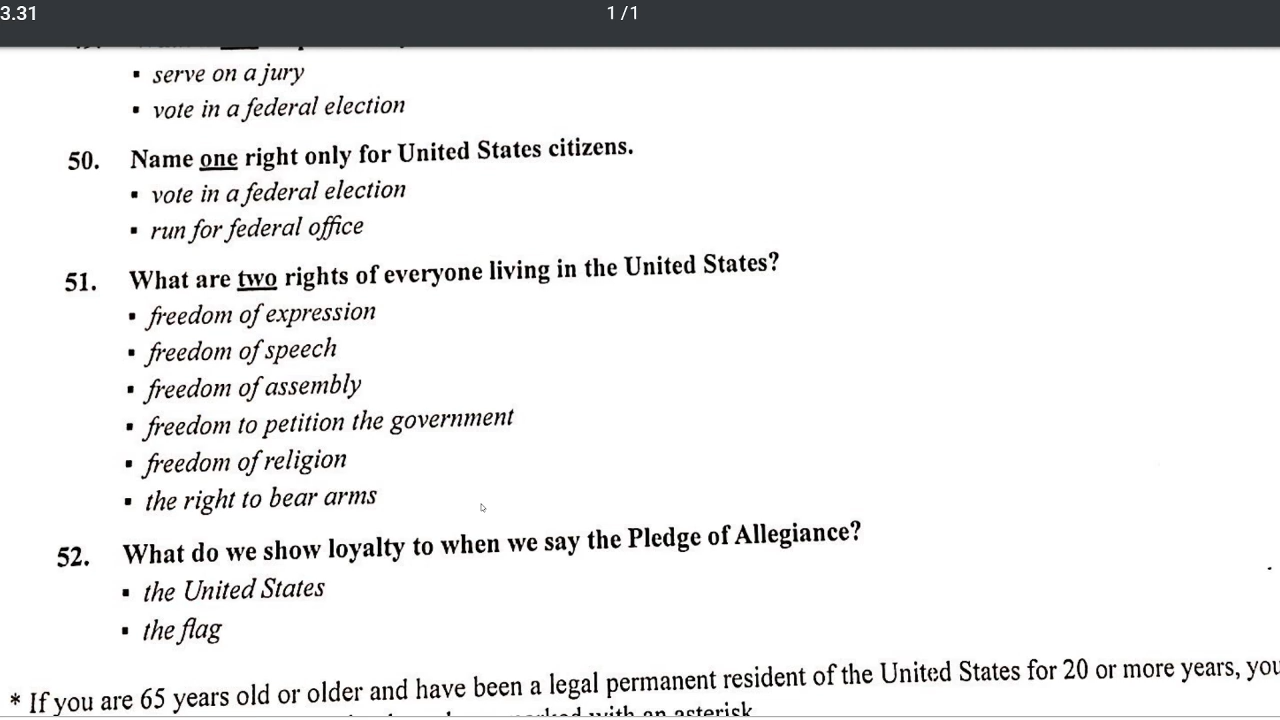 3.31
1/1
▪ serve on a jury
▪ vote in a federal election
50. Name one right only for United States citizens.
▪ vote in a federal election
▪ run for federal office
51. What are two rights of everyone living in the United States?
▪ freedom of expression
▪ freedom of speech
▪ freedom of assembly
▪ freedom to petition the government
▪ freedom of religion
▪ the right to bear arms
52. What do we show loyalty to when we say the Pledge of Allegiance?
▪ the United States
▪ the flag
* If you are 65 years old or older and have been a legal permanent resident of the United States for 20 or more years, you
with an asterisk